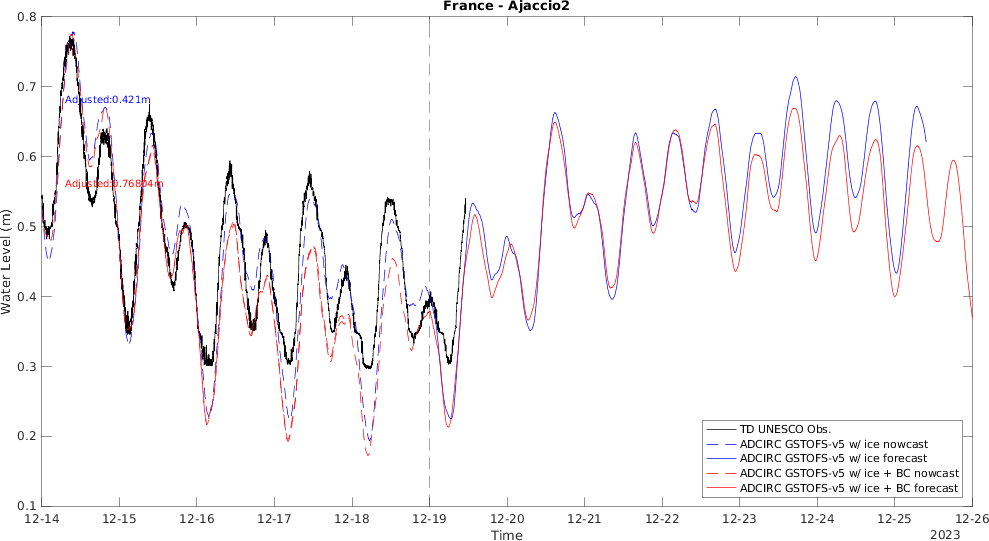 France - Ajaccio2
0.8
0.7
0.6
0.5
0.4
0.3
0.2
0.1
Water Level (m)
Adjusted:0.421m
Adjusted:0.76804m
TD UNESCO Obs.
ADCIRC GSTOFS-v5 w/ ice nowcast
ADCIRC GSTOFS-v5 w/ ice forecast
ADCIRC GSTOFS-v5 w/ ice + BC nowcast
ADCIRC GSTOFS-v5 w/ ice + BC forecast
12-14 12-15 12-16 12-17 12-18 12-19 12-20 12-21 12-22 12-23 12-24 12-25 12-26
Time
2023